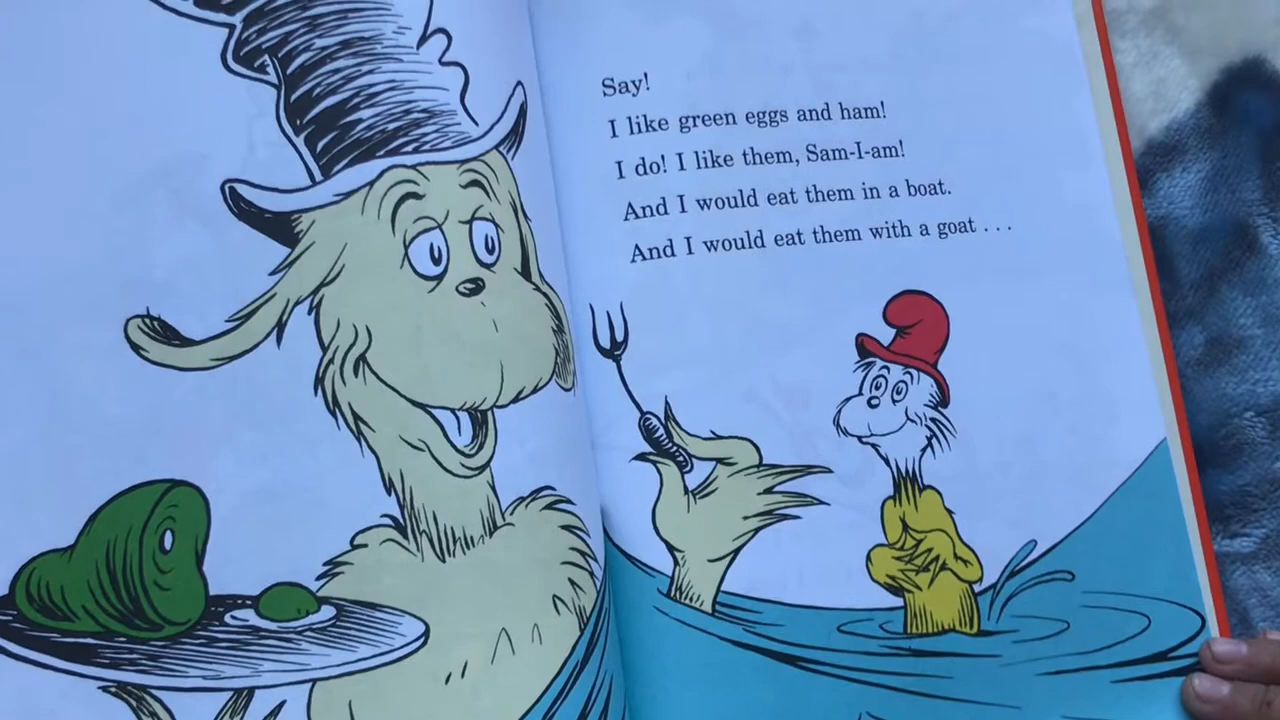 Say!
I like green eggs and ham!
I do! I like them, Sam-I-am!
And I would eat them in a boat.
And I would eat them with a goat . . .